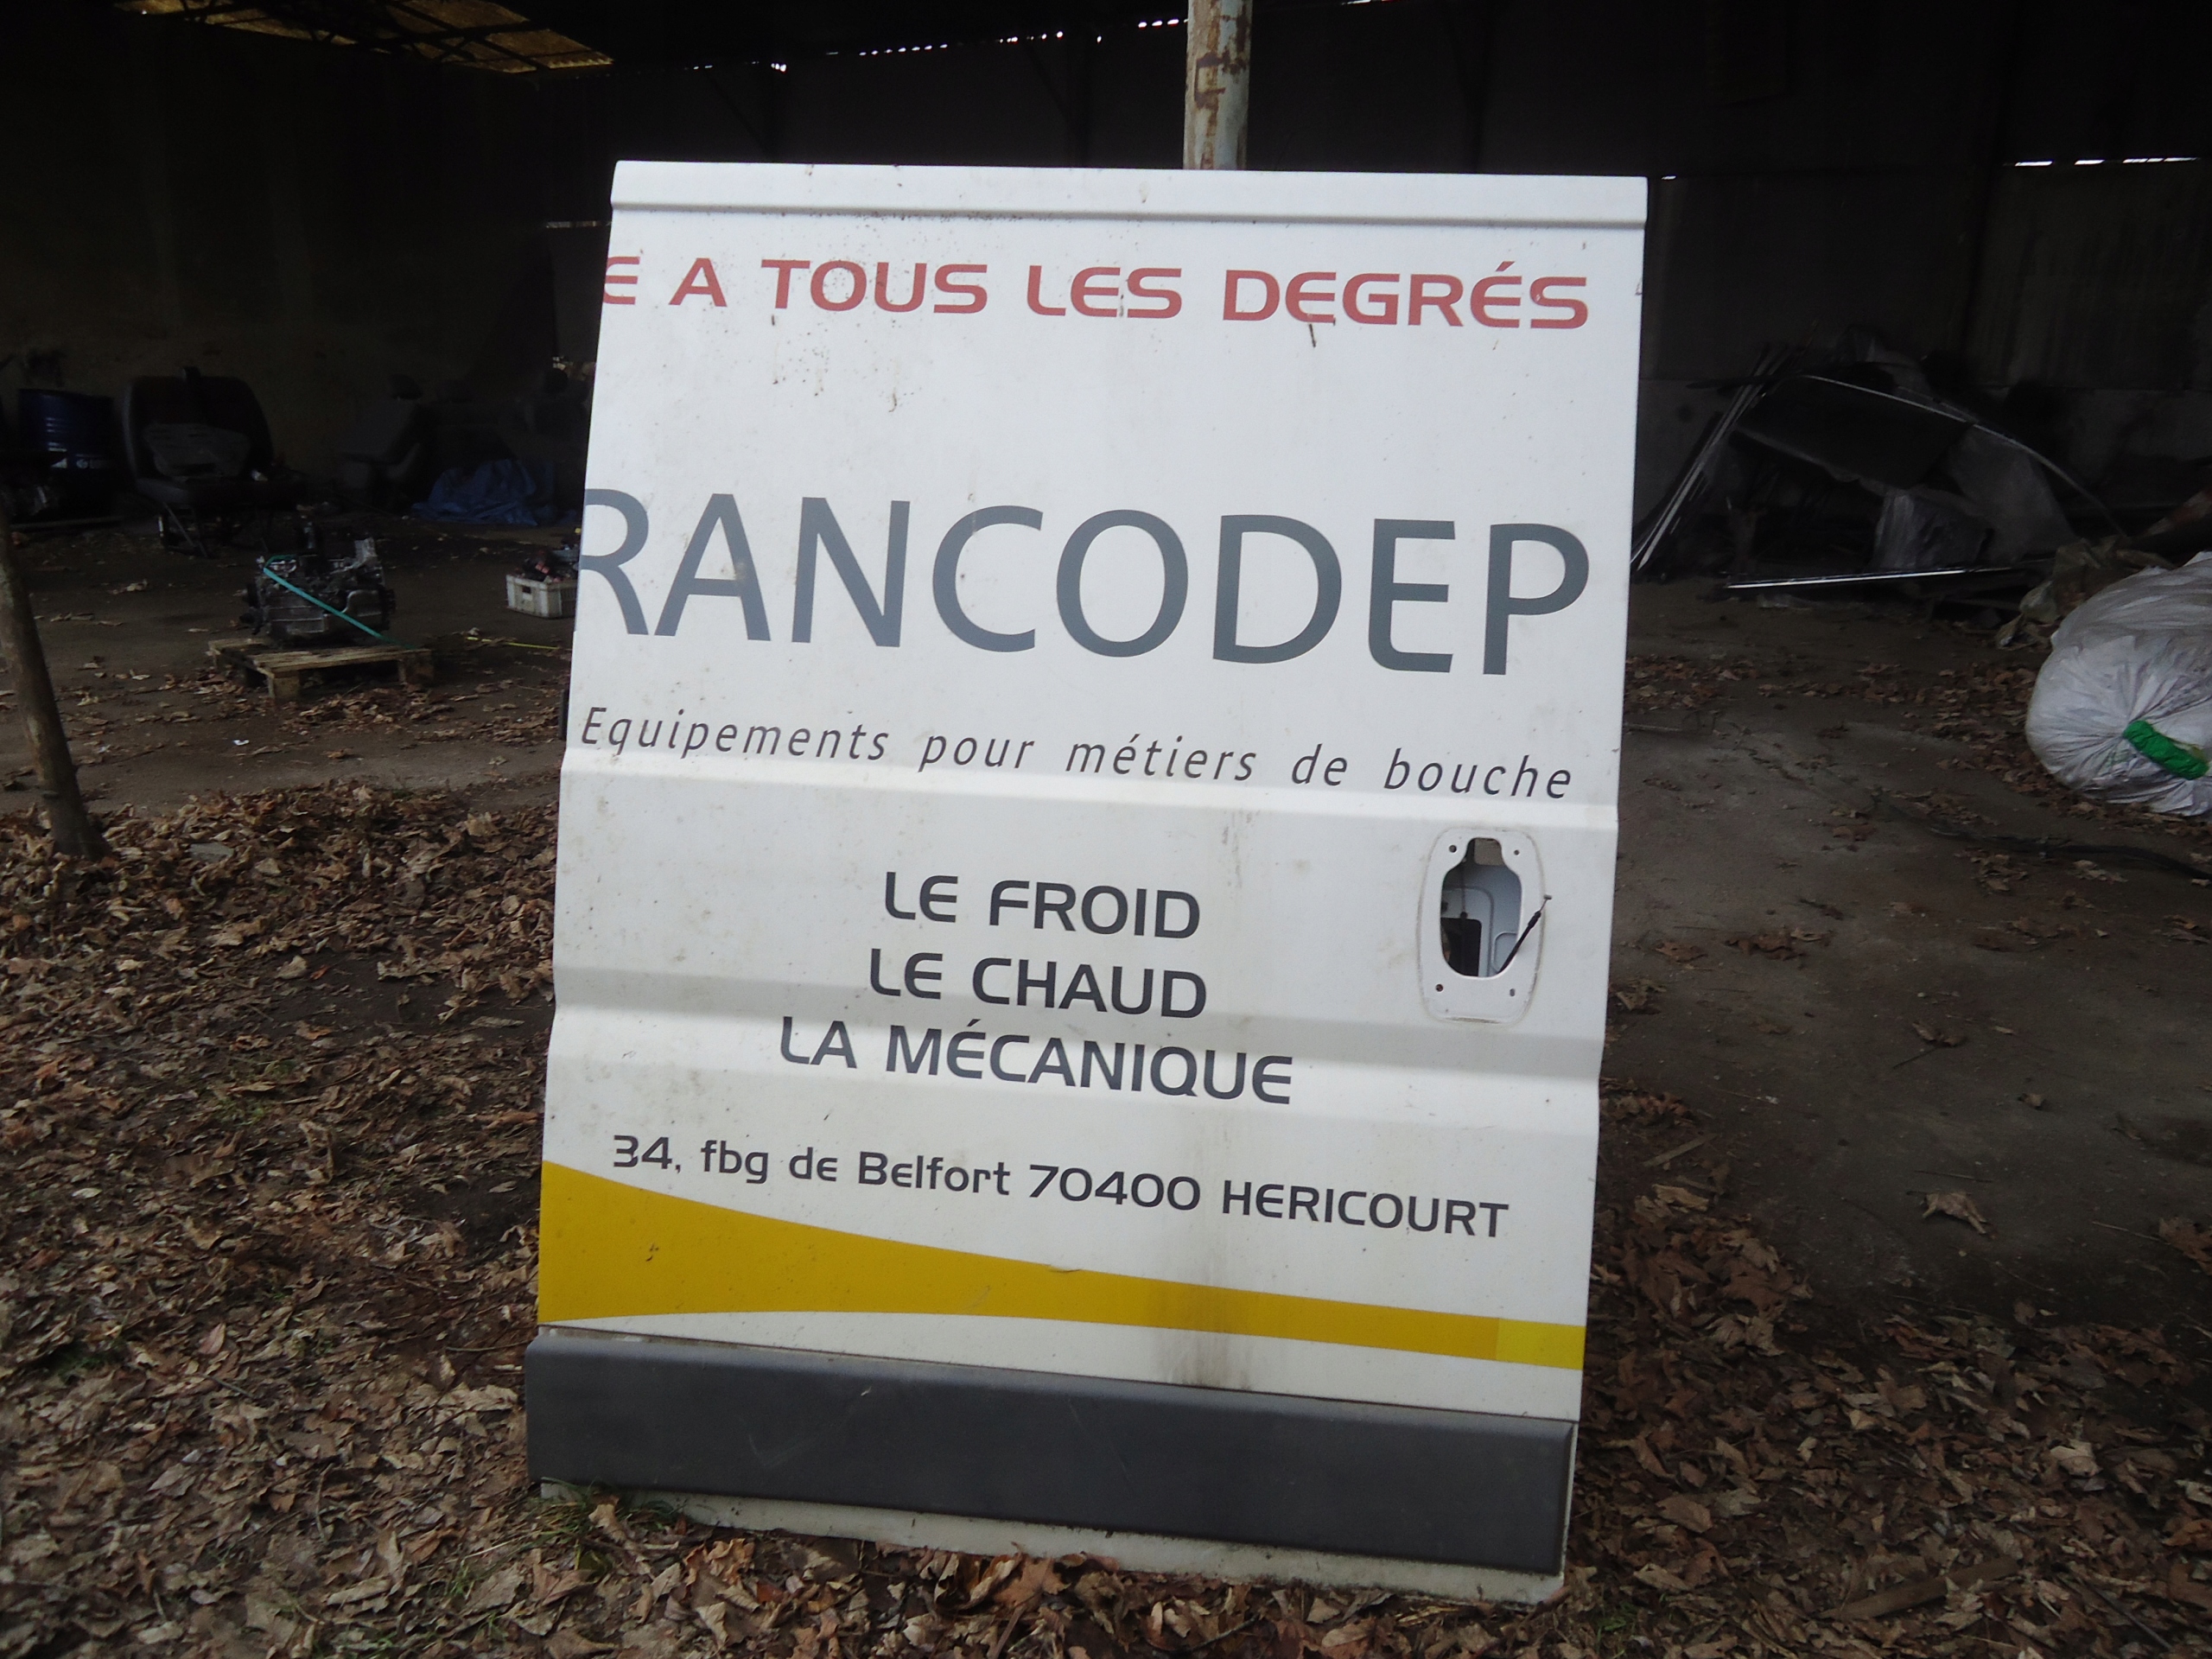 E A TOUS LES DEGRÉS
RANCODEP
Equipements pour métiers de bouche
LE FROID
LE CHAUD
LA MÉCANIQUE
34, fbg de Belfort 70400 HERICOURT